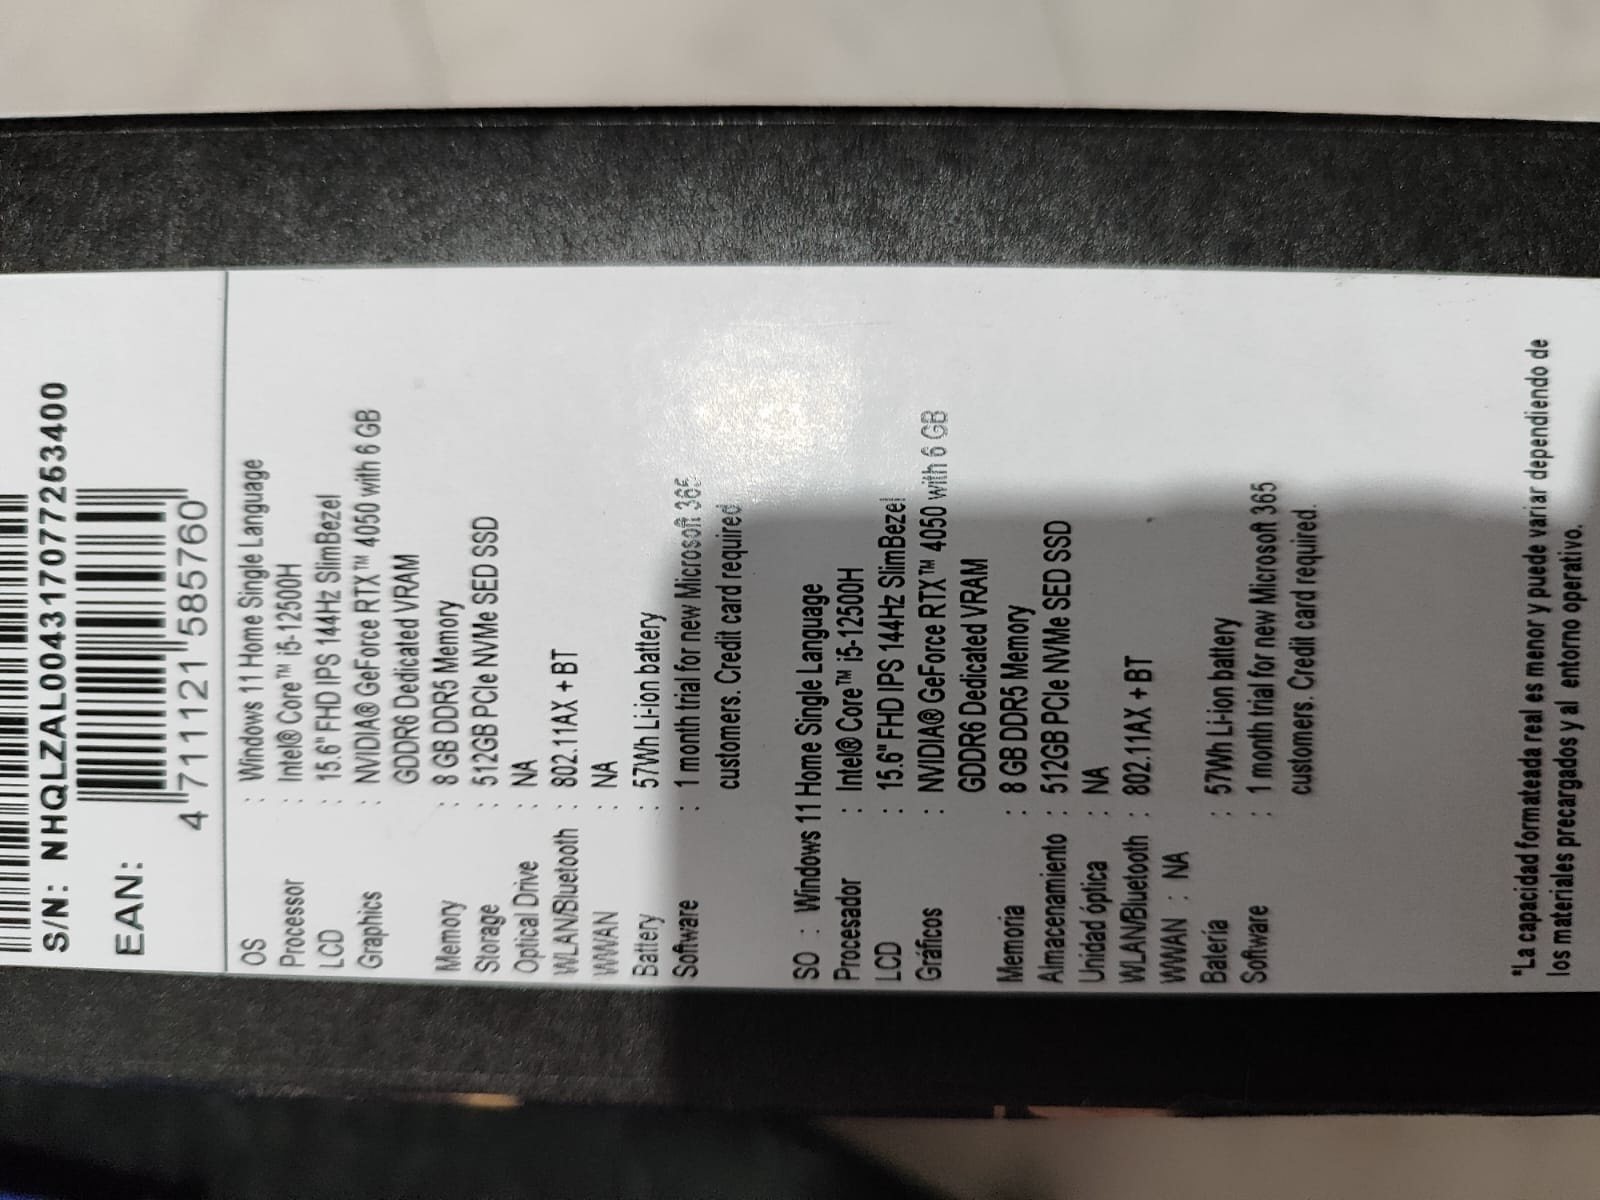 S/N: NHQLZAL004317077263400
EAN:
4 711121 585760
OS : Windows 11 Home Single Language
Processor : Intel® Core™ i5-12500H
LCD : 15.6" FHD IPS 144Hz SlimBezel
Graphics : NVIDIA® GeForce RTX™ 4050 with 6 GB
GDDR6 Dedicated VRAM
Memory : 8 GB DDR5 Memory
Storage : 512GB PCIe NVMe SED SSD
Optical Drive : NA
WLAN/Bluetooth : 802.11AX + BT
WWAN : NA
Battery : 57Wh Li-ion battery
Software : 1 month trial for new Microsoft 365
customers. Credit card required
SO : Windows 11 Home Single Language
Procesador : Intel® Core™ i5-12500H
LCD : 15.6" FHD IPS 144Hz SlimBezel
Gráficos : NVIDIA® GeForce RTX™ 4050 with 6 GB
GDDR6 Dedicated VRAM
Memoria : 8 GB DDR5 Memory
Almacenamiento : 512GB PCIe NVMe SED SSD
Unidad óptica : NA
WLAN/Bluetooth : 802.11AX + BT
WWAN : NA
Batería : 57Wh Li-ion battery
Software : 1 month trial for new Microsoft 365
customers. Credit card required.
*La capacidad formateada real es menor y puede variar dependiendo de
los materiales precargados y al entorno operativo.